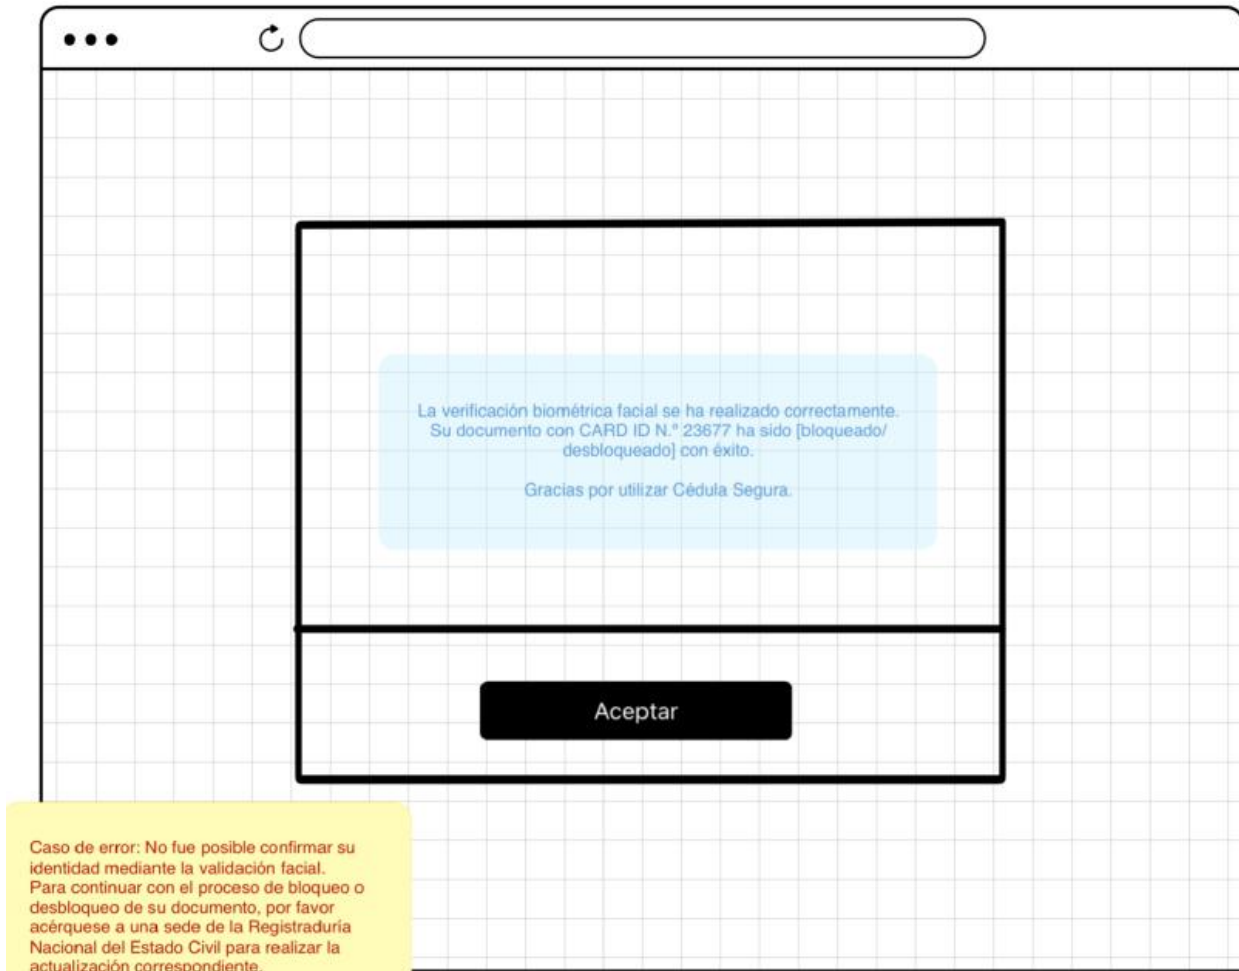 La verificación biométrica facial se ha realizado correctamente.
Su documento con CARD ID N.º 23677 ha sido [bloqueado/
desbloqueado] con éxito.
Gracias por utilizar Cédula Segura.
Aceptar
Caso de error: No fue posible confirmar su
identidad mediante la validación facial.
Para continuar con el proceso de bloqueo o
desbloqueo de su documento, por favor
acérquese a una sede de la Registraduría
Nacional del Estado Civil para realizar la
actualización correspondiente.